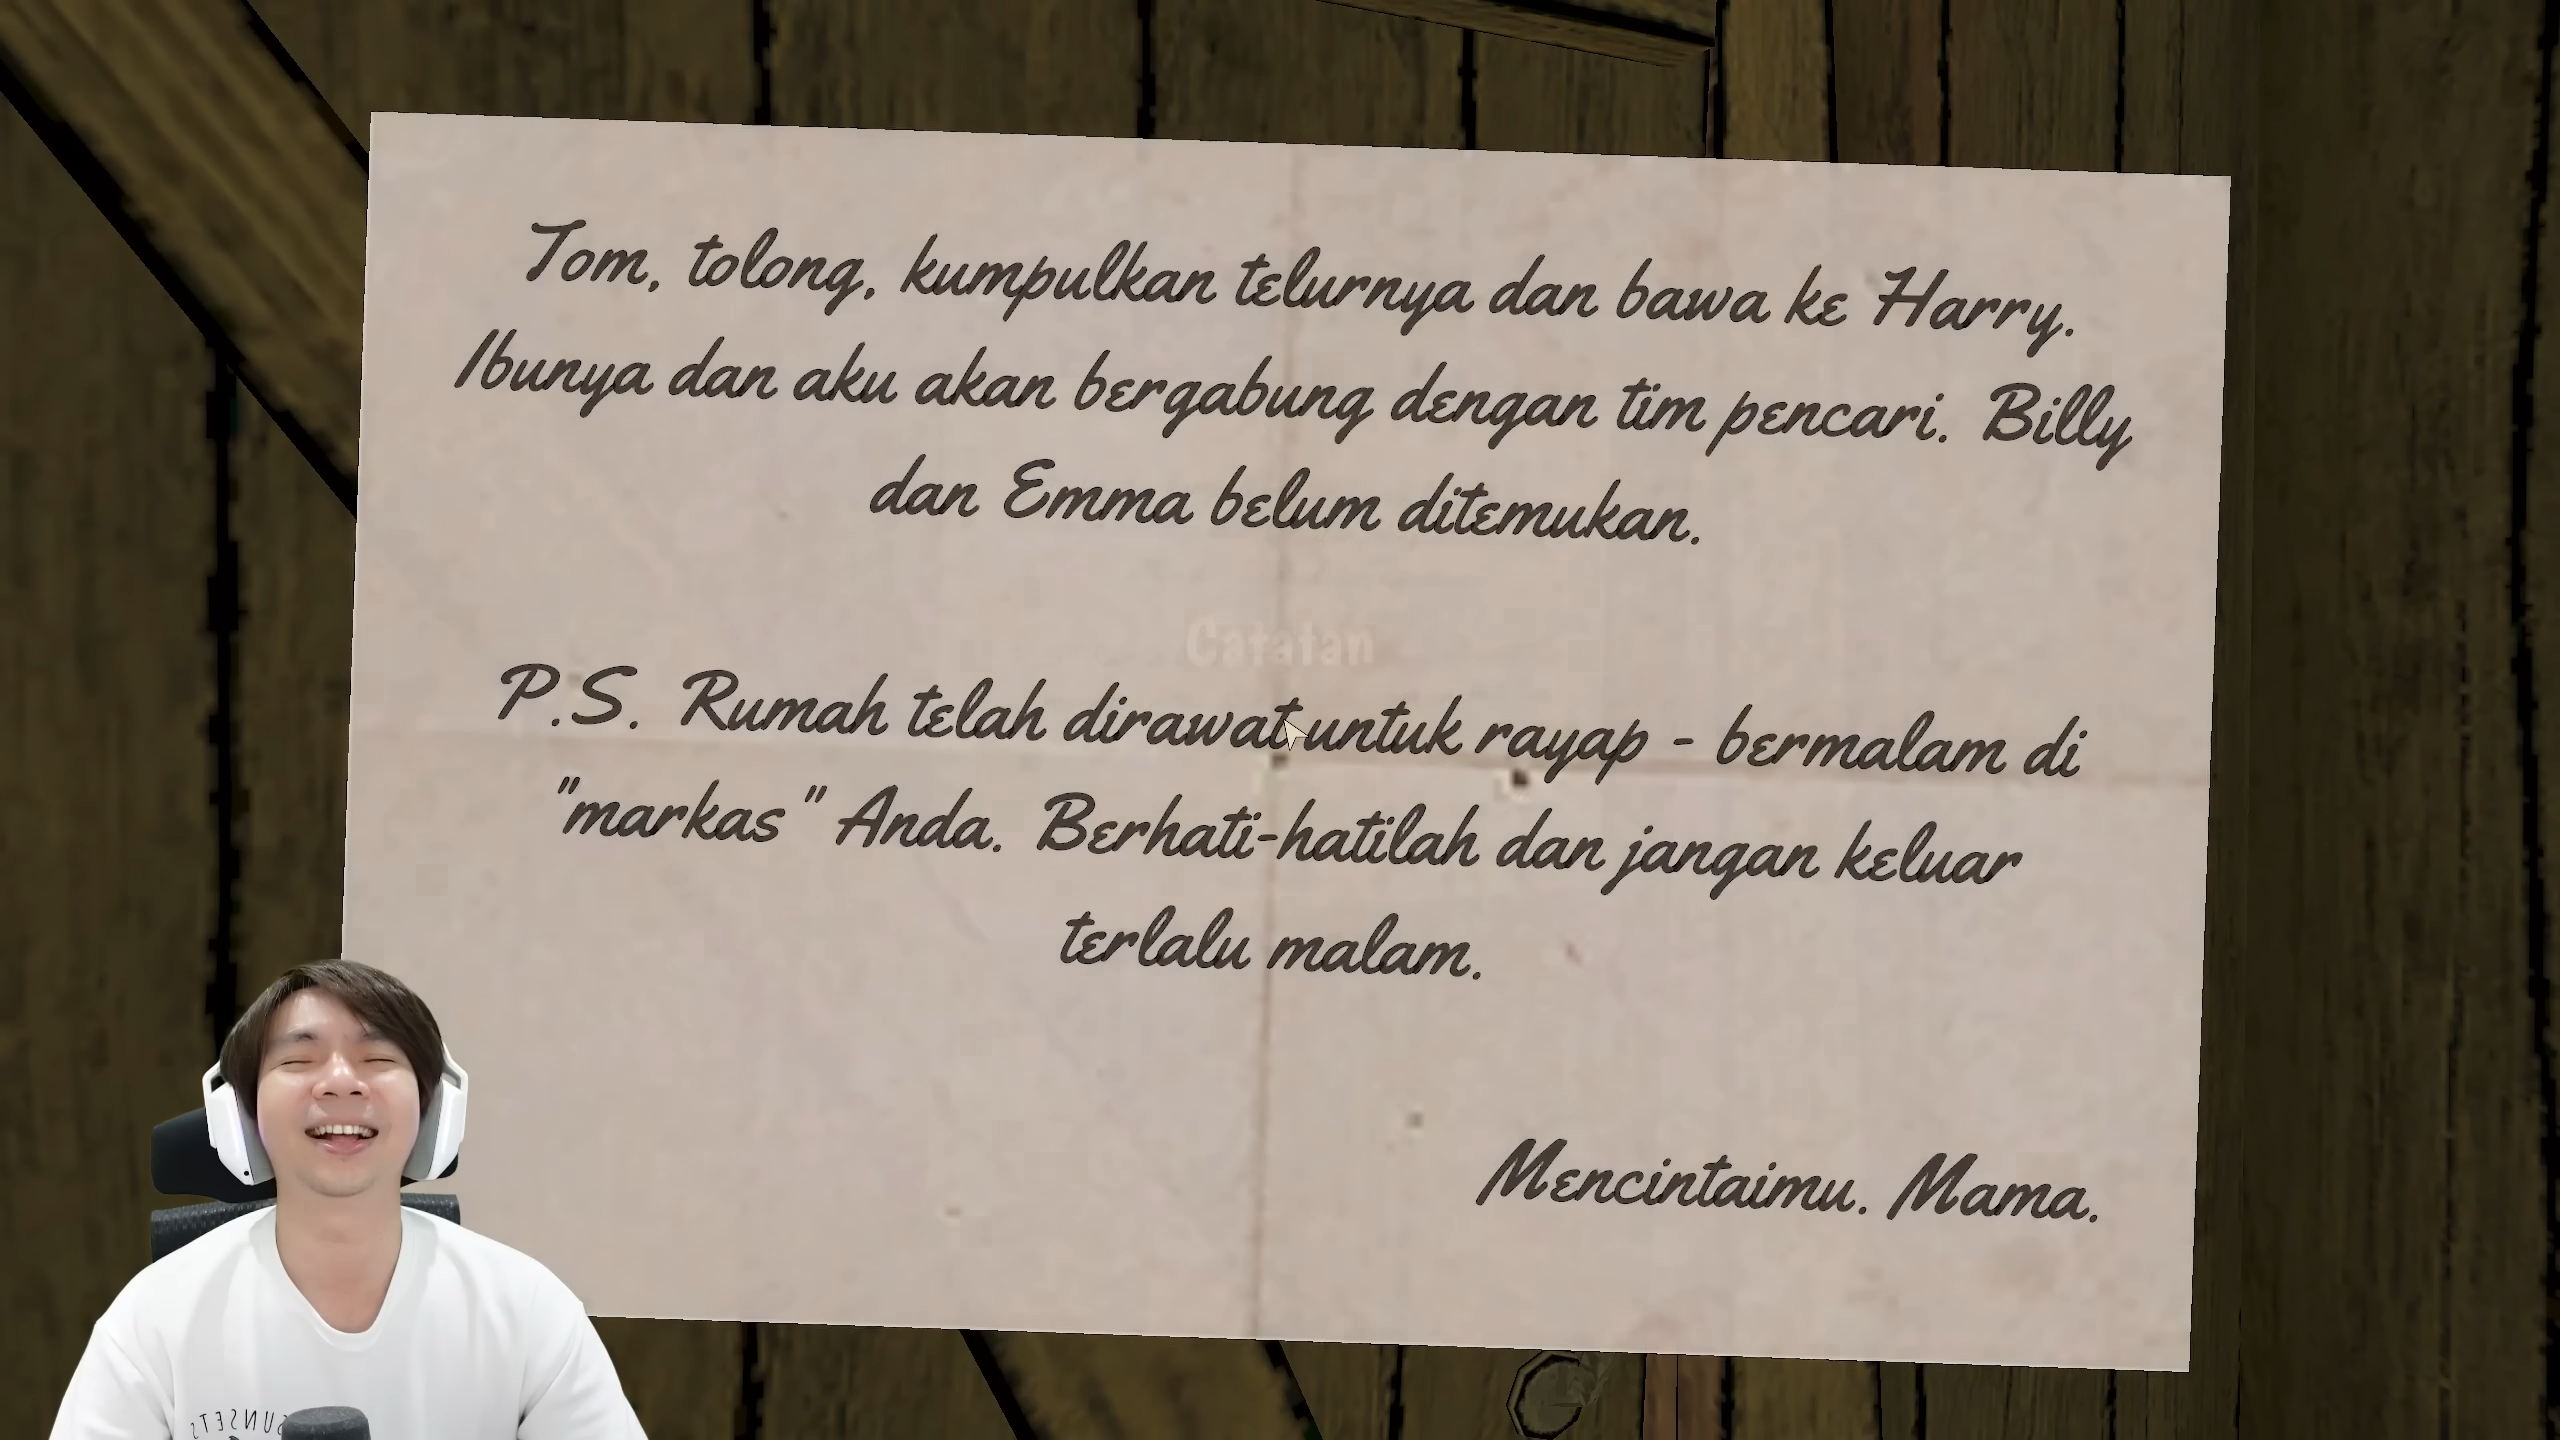 Tom, tolong, kumpulkan telurnya dan bawa ke Harry.
Ibunya dan aku akan bergabung dengan tim pencari. Billy
dan Emma belum ditemukan.
Catatan
P.S. Rumah telah dirawat untuk rayap - bermalam di
"markas" Anda. Berhati-hatilah dan jangan keluar
terlalu malam.
Mencintaimu. Mama.
SUNSETS